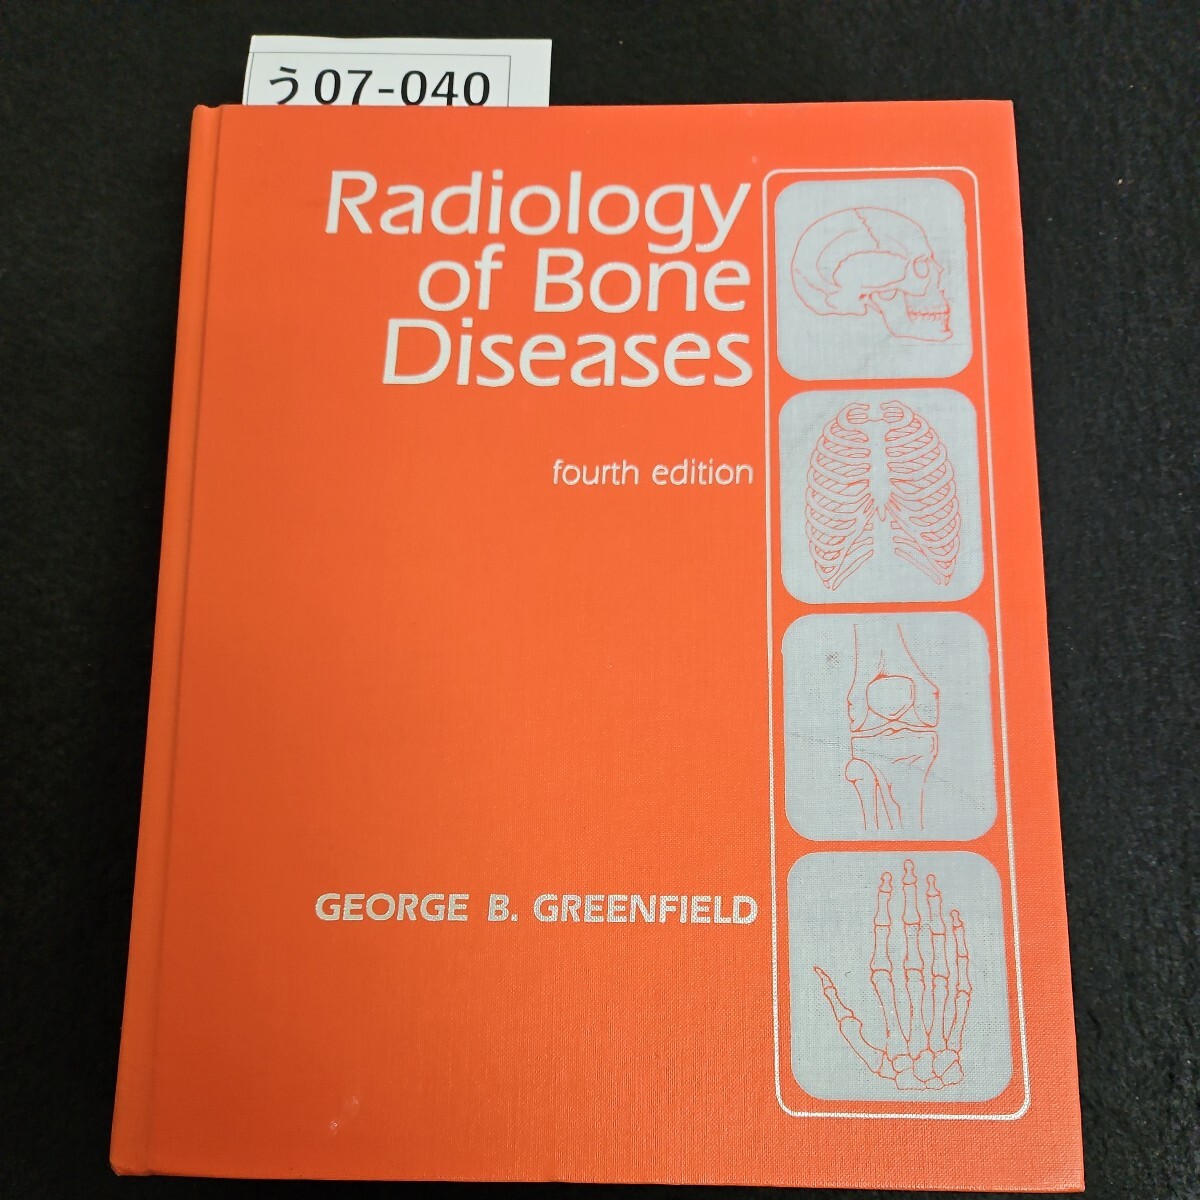 う07-040
Radiology
of Bone
Diseases
fourth edition
GEORGE B. GREENFIELD